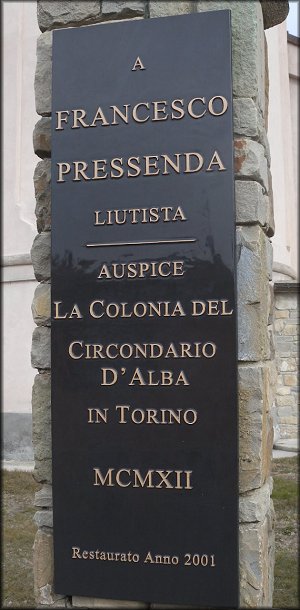 A
FRANCESCO
PRESSENDA
LIUTISTA
AUSPICE
LA COLONIA DEL
CIRCONDARIO
D'ALBA
IN TORINO
MCMXII
Restaurato Anno 2001